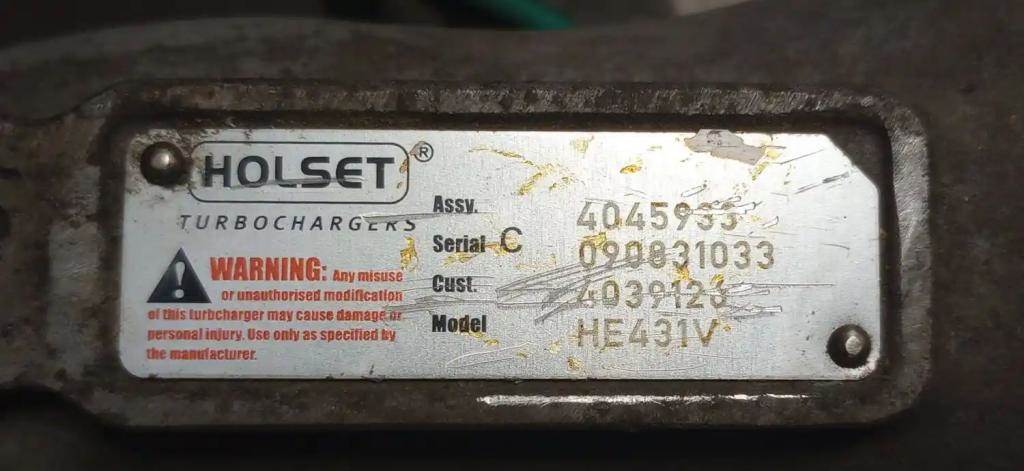 HOLSET®
TURBOCHARGERS
WARNING: Any misuse
or unauthorised modification
of this turbcharger may cause damage or
personal injury. Use only as specified by
the manufacturer.
Assy. 4045933
Serial C 090831033
Cust. 4039123
Model HE431V